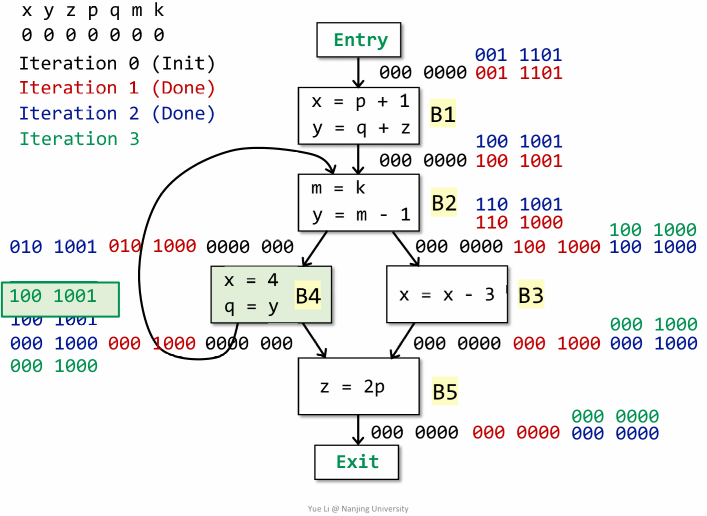 x y z p q m k
0 0 0 0 0 0 0
Iteration 0 (Init)
Iteration 1 (Done)
Iteration 2 (Done)
Iteration 3
Entry
001 1101
000 0000 001 1101
x = p + 1
y = q + z
B1
100 1001
000 0000 100 1001
m = k
y = m - 1
B2
110 1001
110 1000
100 1000
010 1001 010 1000 0000 000
000 0000 100 1000 100 1000
100 1001
100 1001
x = 4
q = y
B4
x = x - 3
B3
000 1000
000 1000 000 1000 0000 000
000 0000 000 1000 000 1000
000 1000
z = 2p
B5
000 0000
000 0000 000 0000 000 0000
Exit
Yue Li @ Nanjing University